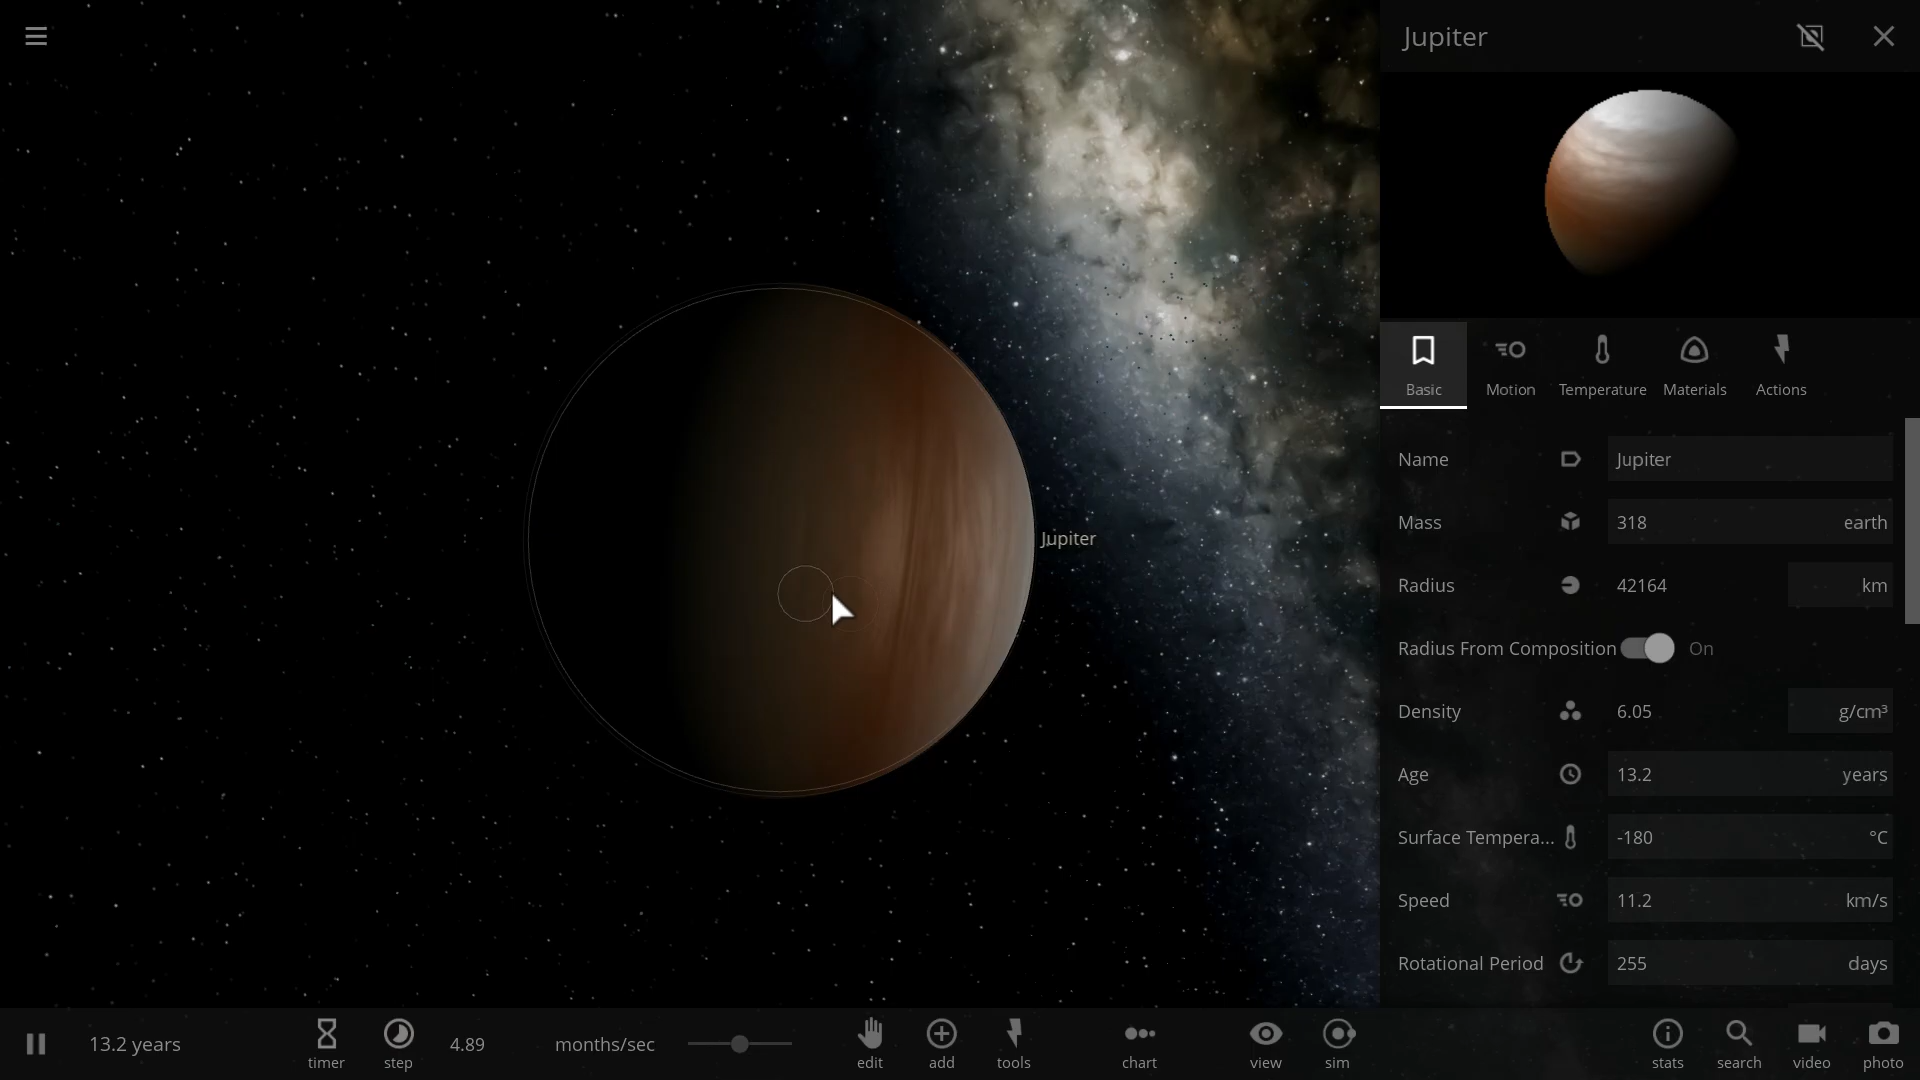 Jupiter
Basic
Motion
Temperature
Materials
Actions
Name
Jupiter
Mass
318
earth
Radius
42164
km
Radius From Composition
On
Density
6.05
g/cm³
Age
13.2
years
Surface Tempera...
-180
°C
Speed
11.2
km/s
Rotational Period
255
days
Jupiter
13.2 years
timer
step
4.89
months/sec
edit
add
tools
chart
view
sim
stats
search
video
photo